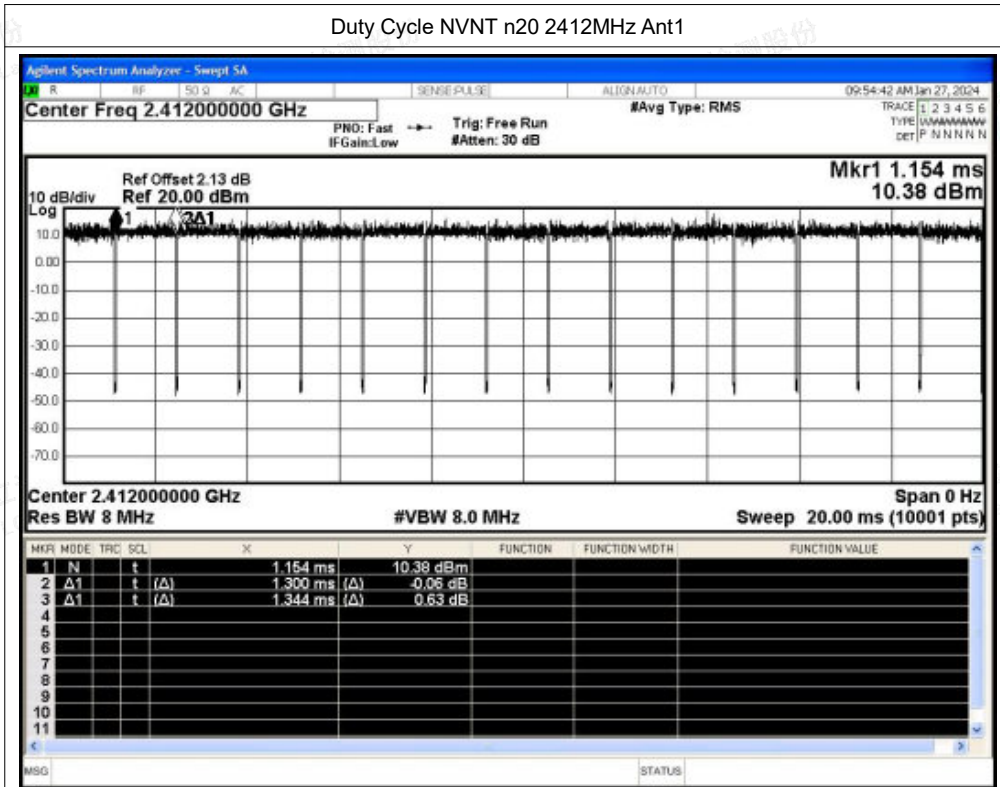 Duty Cycle NVNT n20 2412MHz Ant1
Agilent Spectrum Analyzer - Swept SA
R RF 50 Ω AC SENSE:PULSE ALIGN AUTO 09:54:42 AM Jan 27, 2024
Center Freq 2.412000000 GHz #Avg Type: RMS TRACE 1 2 3 4 5 6
PNO: Fast Trig: Free Run TYPE
IFGain:Low #Atten: 30 dB DET P N N N N N
Mkr1 1.154 ms
Ref Offset 2.13 dB
10 dB/div Ref 20.00 dBm 10.38 dBm
Log
1 2Δ1
10.0
0.00
-10.0
-20.0
-30.0
-40.0
-50.0
-60.0
-70.0
Center 2.412000000 GHz Span 0 Hz
Res BW 8 MHz #VBW 8.0 MHz Sweep 20.00 ms (10001 pts)
MKR MODE TRC SCL X Y FUNCTION FUNCTION WIDTH FUNCTION VALUE
1 N t 1.154 ms 10.38 dBm
2 Δ1 t (Δ) 1.300 ms (Δ) -0.06 dB
3 Δ1 t (Δ) 1.344 ms (Δ) 0.63 dB
4
5
6
7
8
9
10
11
MSG STATUS